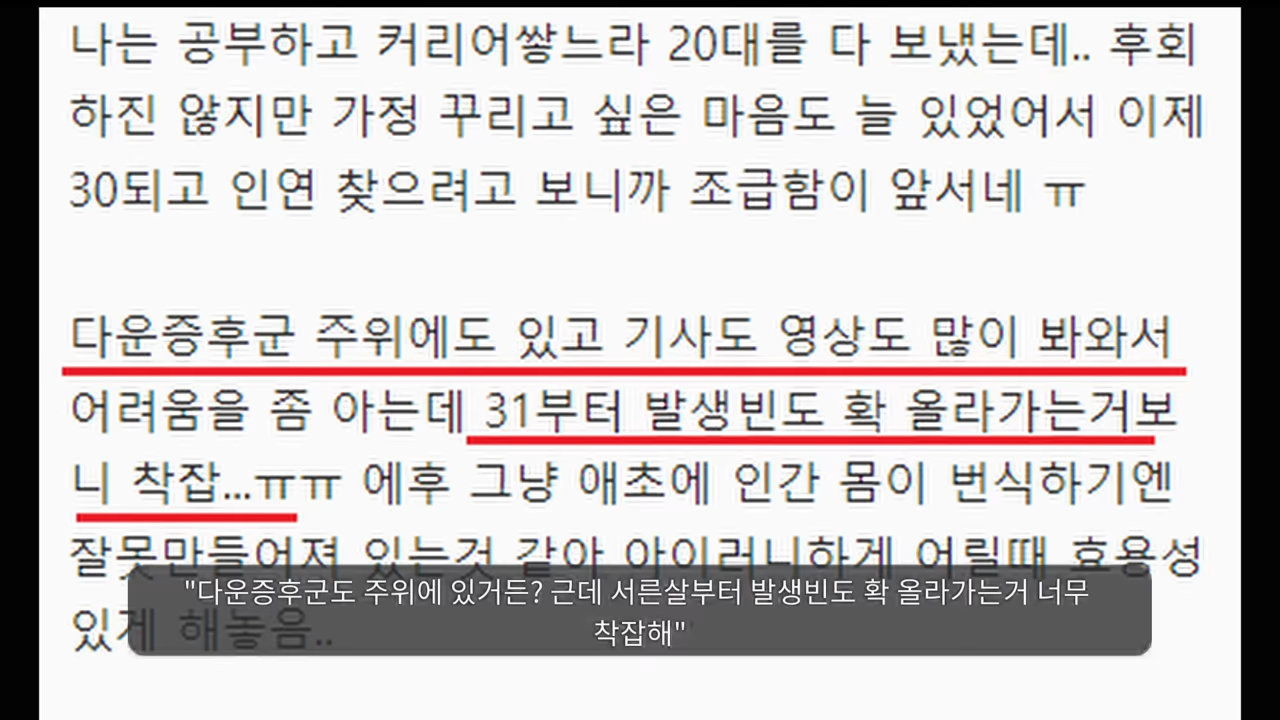 나는 공부하고 커리어쌓느라 20대를 다 보냈는데.. 후회
하진 않지만 가정 꾸리고 싶은 마음도 늘 있었어서 이제
30되고 인연 찾으려고 보니까 조급함이 앞서네 ㅠ
다운증후군 주위에도 있고 기사도 영상도 많이 봐와서
어려움을 좀 아는데 31부터 발생빈도 확 올라가는거보
니 착잡...ㅠㅠ 에후 그냥 애초에 인간 몸이 번식하기엔
잘못만들어져 있는것 같아 아이러니하게 어릴때 효용성
있게 해놓음..
"다운증후군도 주위에 있거든? 근데 서른살부터 발생빈도 확 올라가는거 너무
착잡해"